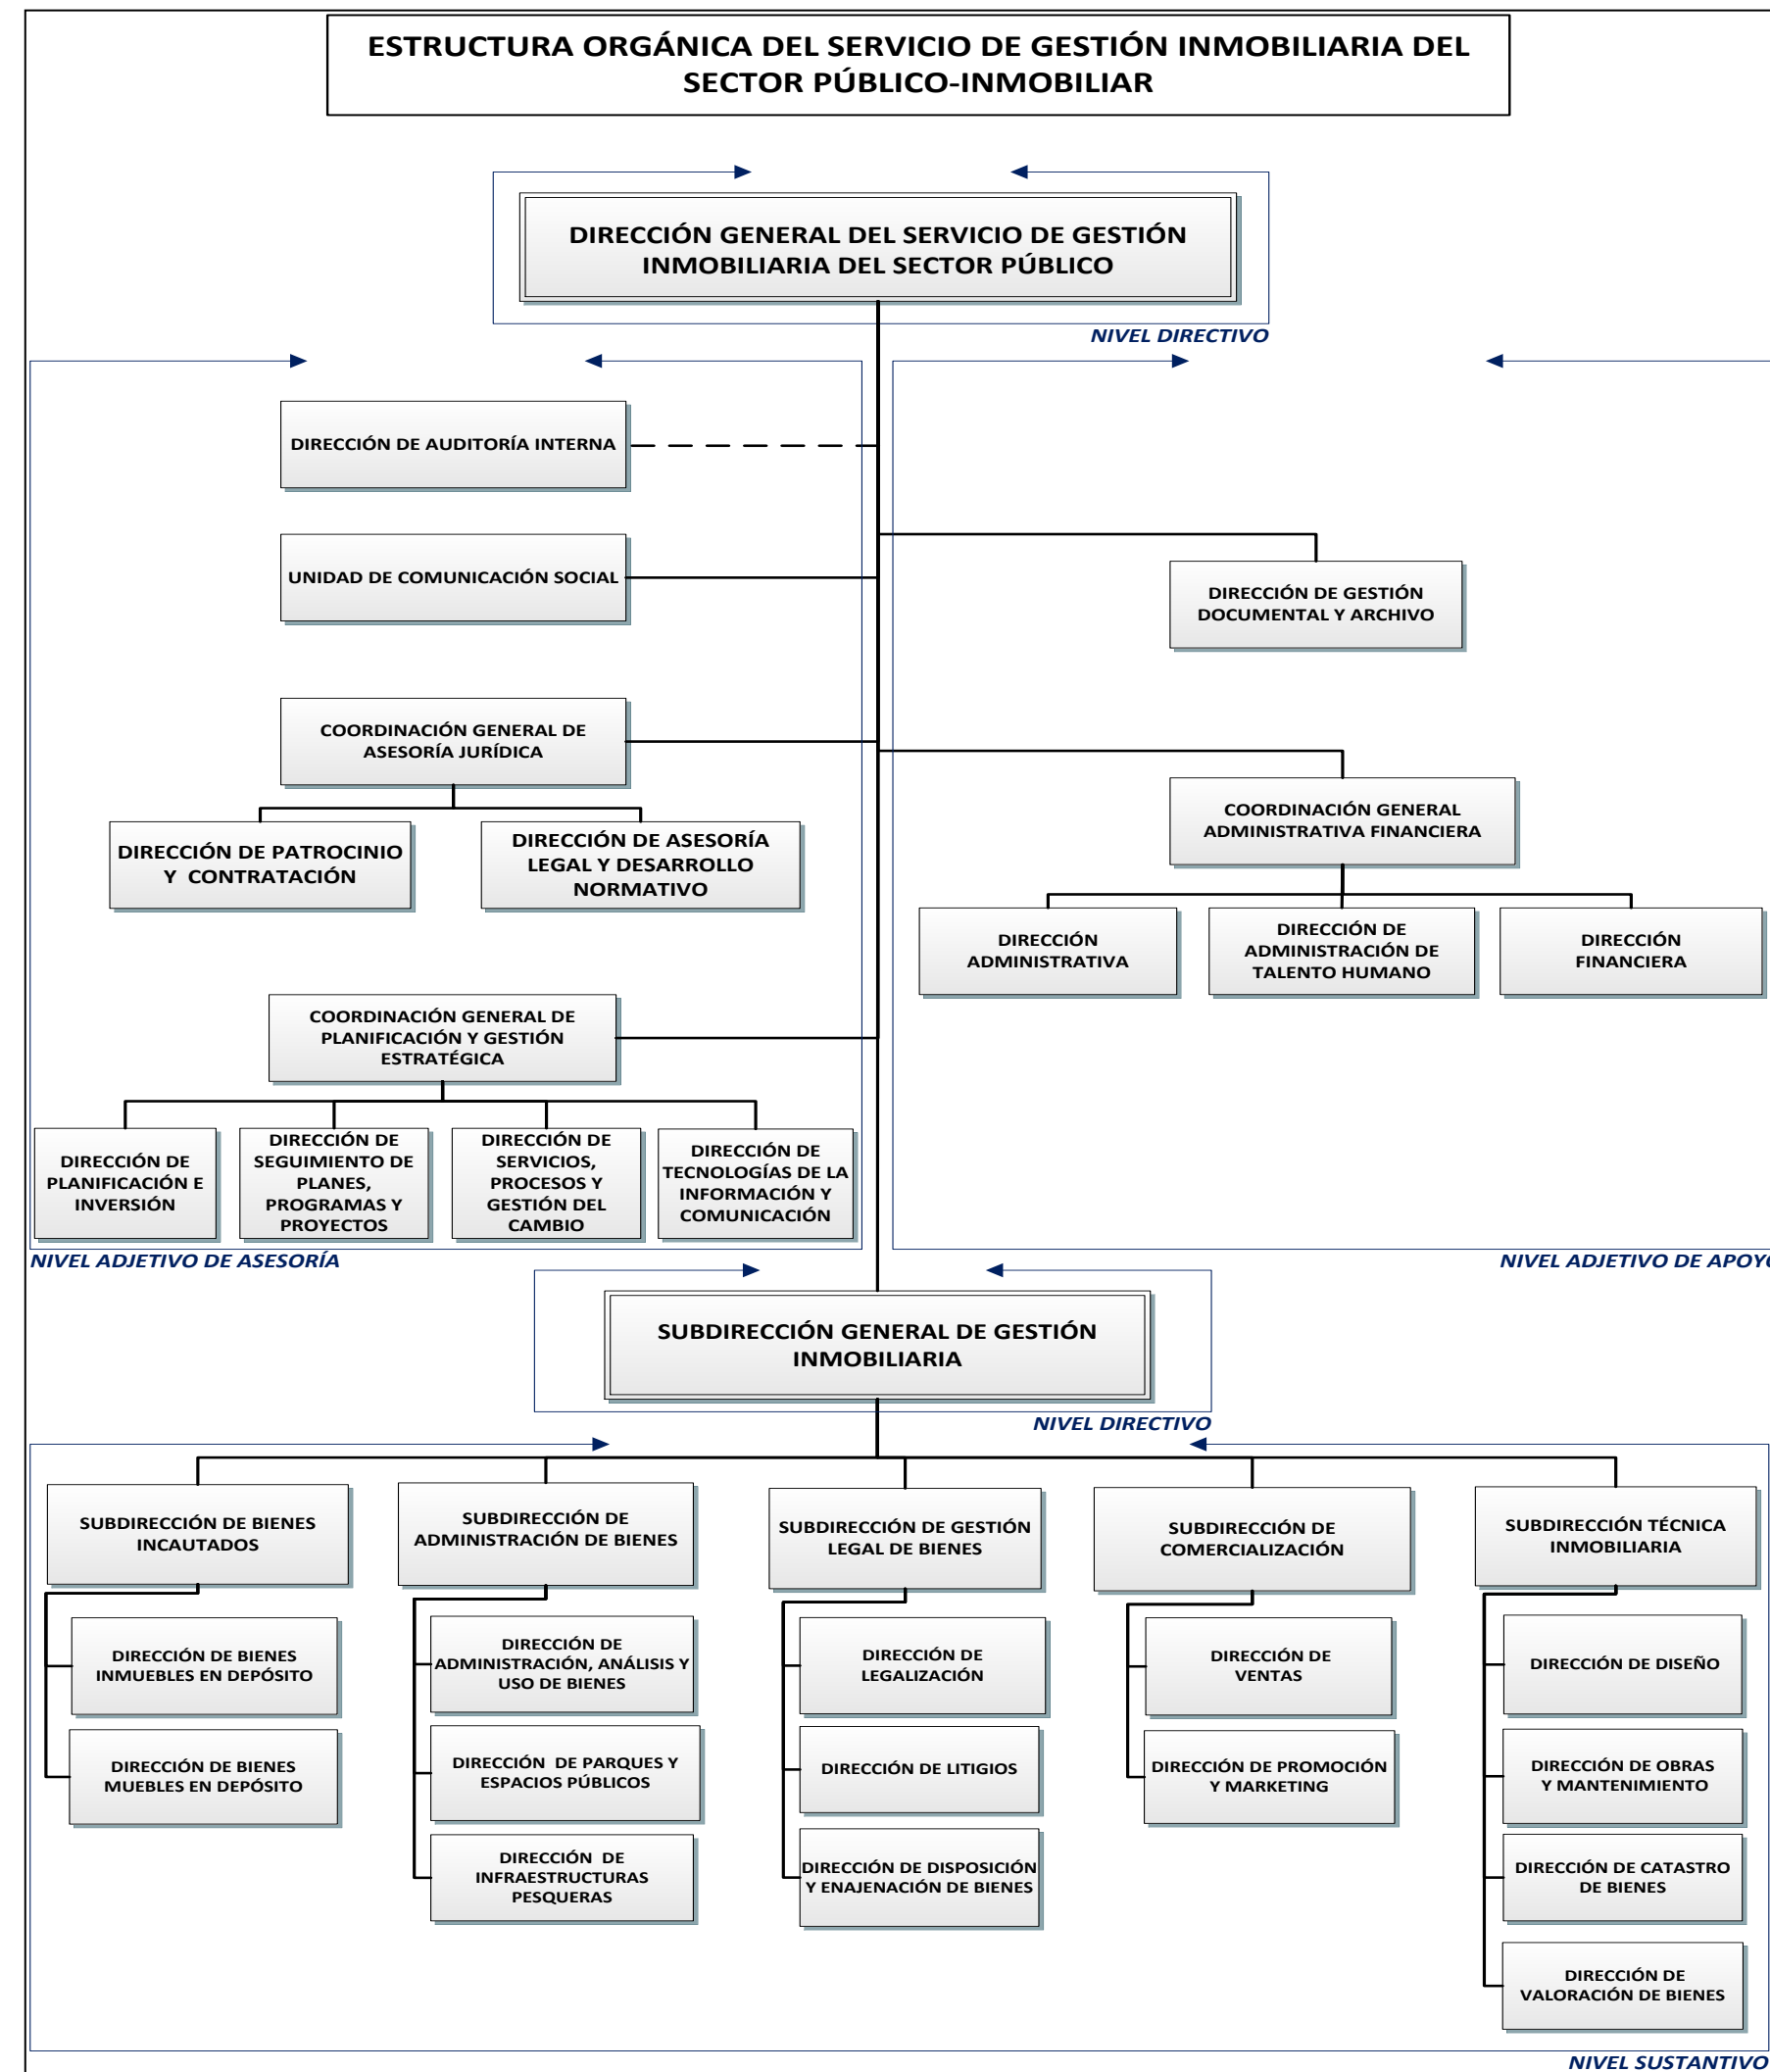 ESTRUCTURA ORGÁNICA DEL SERVICIO DE GESTIÓN INMOBILIARIA DEL
SECTOR PÚBLICO-INMOBILIAR
DIRECCIÓN GENERAL DEL SERVICIO DE GESTIÓN
INMOBILIARIA DEL SECTOR PÚBLICO
NIVEL DIRECTIVO
DIRECCIÓN DE AUDITORÍA INTERNA
UNIDAD DE COMUNICACIÓN SOCIAL
DIRECCIÓN DE GESTIÓN
DOCUMENTAL Y ARCHIVO
COORDINACIÓN GENERAL DE
ASESORÍA JURÍDICA
DIRECCIÓN DE PATROCINIO
Y CONTRATACIÓN
DIRECCIÓN DE ASESORÍA
LEGAL Y DESARROLLO
NORMATIVO
COORDINACIÓN GENERAL
ADMINISTRATIVA FINANCIERA
DIRECCIÓN
ADMINISTRATIVA
DIRECCIÓN DE
ADMINISTRACIÓN DE
TALENTO HUMANO
DIRECCIÓN
FINANCIERA
COORDINACIÓN GENERAL DE
PLANIFICACIÓN Y GESTIÓN
ESTRATÉGICA
DIRECCIÓN DE
PLANIFICACIÓN E
INVERSIÓN
DIRECCIÓN DE
SEGUIMIENTO DE
PLANES,
PROGRAMAS Y
PROYECTOS
DIRECCIÓN DE
SERVICIOS,
PROCESOS Y
GESTIÓN DEL
CAMBIO
DIRECCIÓN DE
TECNOLOGÍAS DE LA
INFORMACIÓN Y
COMUNICACIÓN
NIVEL ADJETIVO DE ASESORÍA
NIVEL ADJETIVO DE APOYO
SUBDIRECCIÓN GENERAL DE GESTIÓN
INMOBILIARIA
NIVEL DIRECTIVO
SUBDIRECCIÓN DE BIENES
INCAUTADOS
DIRECCIÓN DE BIENES
INMUEBLES EN DEPÓSITO
DIRECCIÓN DE BIENES
MUEBLES EN DEPÓSITO
SUBDIRECCIÓN DE
ADMINISTRACIÓN DE BIENES
DIRECCIÓN DE
ADMINISTRACIÓN, ANÁLISIS Y
USO DE BIENES
DIRECCIÓN DE PARQUES Y
ESPACIOS PÚBLICOS
DIRECCIÓN DE
INFRAESTRUCTURAS
PESQUERAS
SUBDIRECCIÓN DE GESTIÓN
LEGAL DE BIENES
DIRECCIÓN DE
LEGALIZACIÓN
DIRECCIÓN DE LITIGIOS
DIRECCIÓN DE DISPOSICIÓN
Y ENAJENACIÓN DE BIENES
SUBDIRECCIÓN DE
COMERCIALIZACIÓN
DIRECCIÓN DE
VENTAS
DIRECCIÓN DE PROMOCIÓN
Y MARKETING
SUBDIRECCIÓN TÉCNICA
INMOBILIARIA
DIRECCIÓN DE DISEÑO
DIRECCIÓN DE OBRAS
Y MANTENIMIENTO
DIRECCIÓN DE CATASTRO
DE BIENES
DIRECCIÓN DE
VALORACIÓN DE BIENES
NIVEL SUSTANTIVO